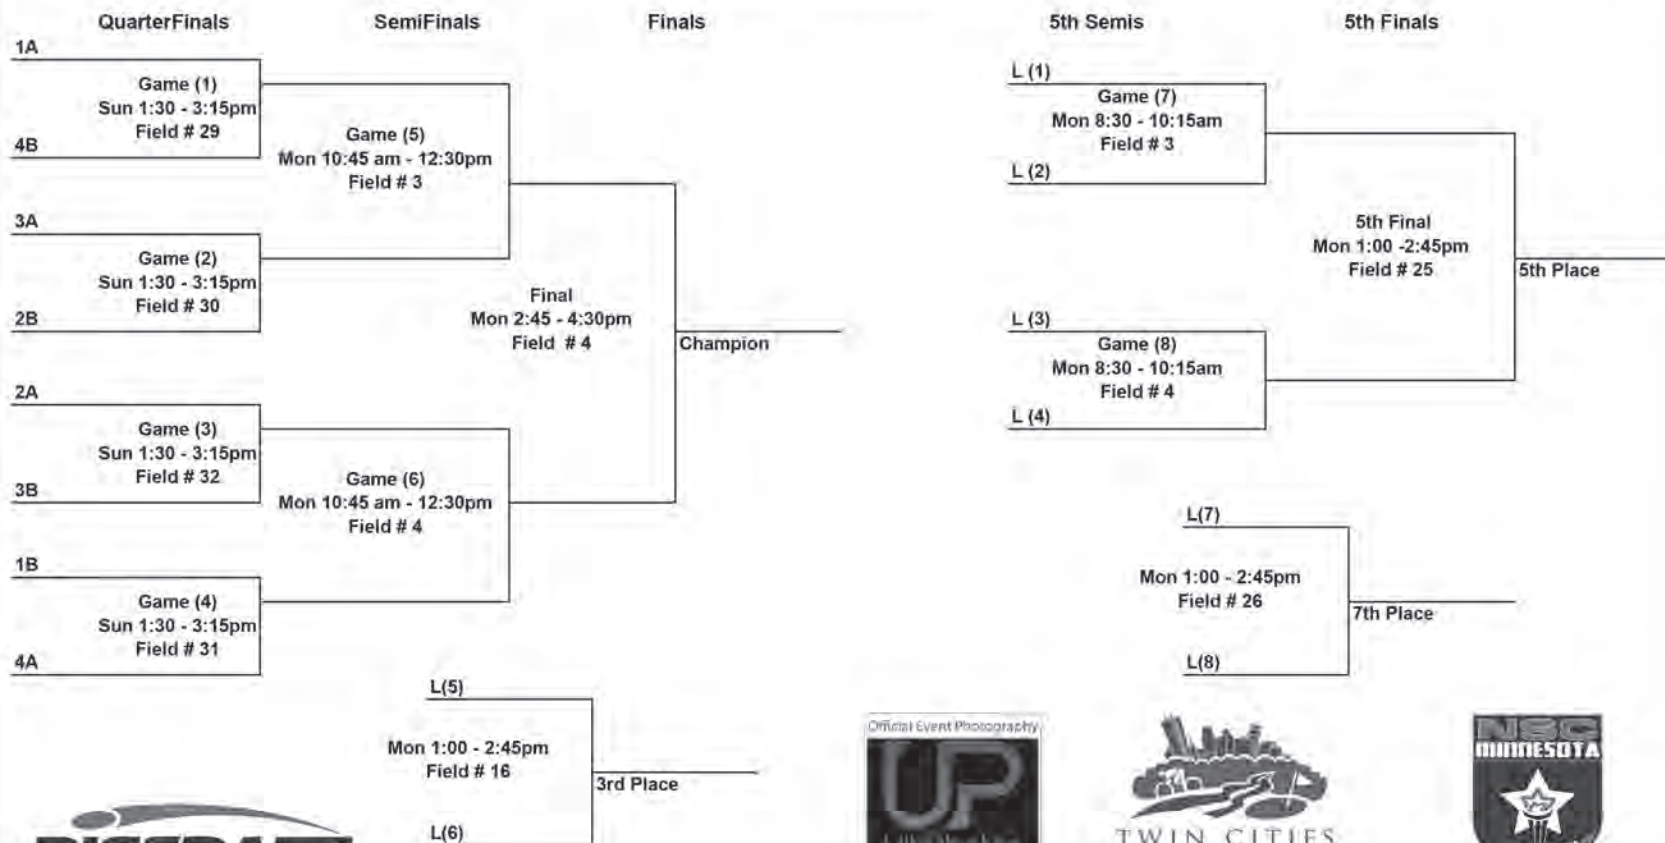 QuarterFinals
SemiFinals
Finals
5th Semis
5th Finals
1A
Game (1)
Sun 1:30 - 3:15pm
Field # 29
4B
Game (5)
Mon 10:45 am - 12:30pm
Field # 3
3A
Game (2)
Sun 1:30 - 3:15pm
Field # 30
2B
Final
Mon 2:45 - 4:30pm
Field # 4
Champion
2A
Game (3)
Sun 1:30 - 3:15pm
Field # 32
3B
Game (6)
Mon 10:45 am - 12:30pm
Field # 4
1B
Game (4)
Sun 1:30 - 3:15pm
Field # 31
4A
L(5)
Mon 1:00 - 2:45pm
Field # 16
3rd Place
L(6)
L (1)
Game (7)
Mon 8:30 - 10:15am
Field # 3
L (2)
5th Final
Mon 1:00 -2:45pm
Field # 25
5th Place
L (3)
Game (8)
Mon 8:30 - 10:15am
Field # 4
L (4)
L(7)
Mon 1:00 - 2:45pm
Field # 26
7th Place
L(8)
Official Event Photography
UP
TWIN CITIES
NSC
MINNESOTA